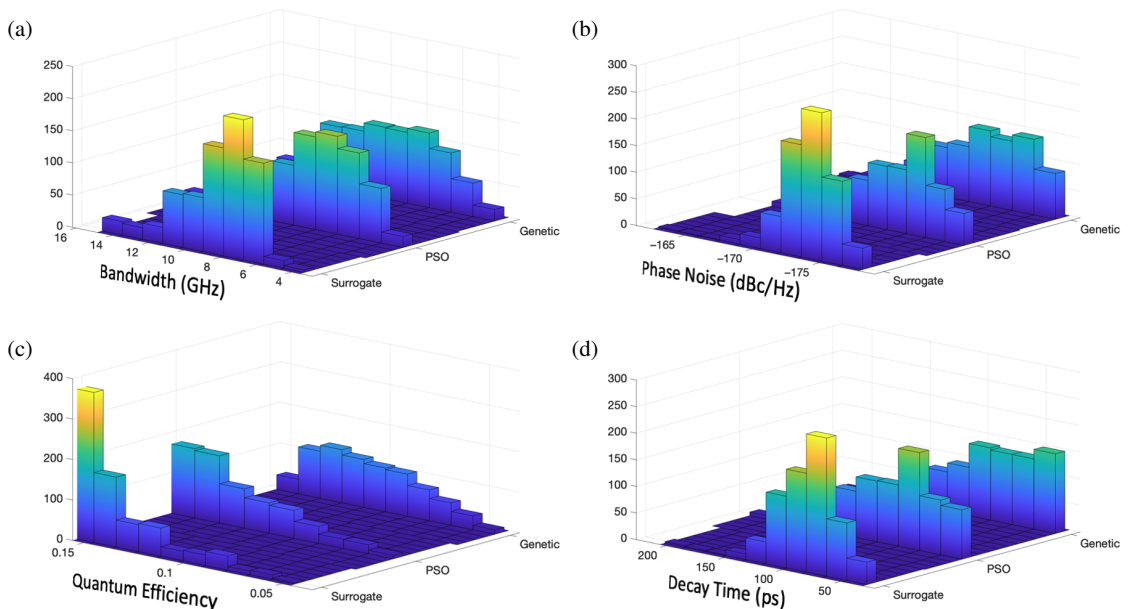 (a)
250
200
150
100
50
0
16
14
12
10
8
6
4
Bandwidth (GHz)
Surrogate
PSO
Genetic
(b)
300
250
200
150
100
50
0
−165
−170
−175
Phase Noise (dBc/Hz)
Surrogate
PSO
Genetic
(c)
400
300
200
100
0
0.15
0.1
0.05
Quantum Efficiency
Surrogate
PSO
Genetic
(d)
300
250
200
150
100
50
0
200
150
100
50
Decay Time (ps)
Surrogate
PSO
Genetic